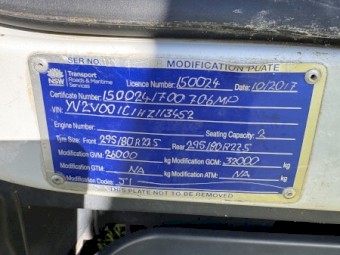 SER NO.
MODIFICATION PLATE
NSW
Transport
Roads & Maritime
Services
Licence Number: 150024 Date: 10/2017
Certificate Number: 150024 1700706MP
VIN: YV2V001C1HZ113452
Engine Number: Seating Capacity: 2
Tyre Size: Front 295/80R22.5 Rear 295/80R22.5
Modification GVM: 26000 kg Modification GCM: 32000 kg
Modification GTM: NA kg Modification ATM: NA kg
Modification Codes: J1
THIS PLATE NOT TO BE REMOVED